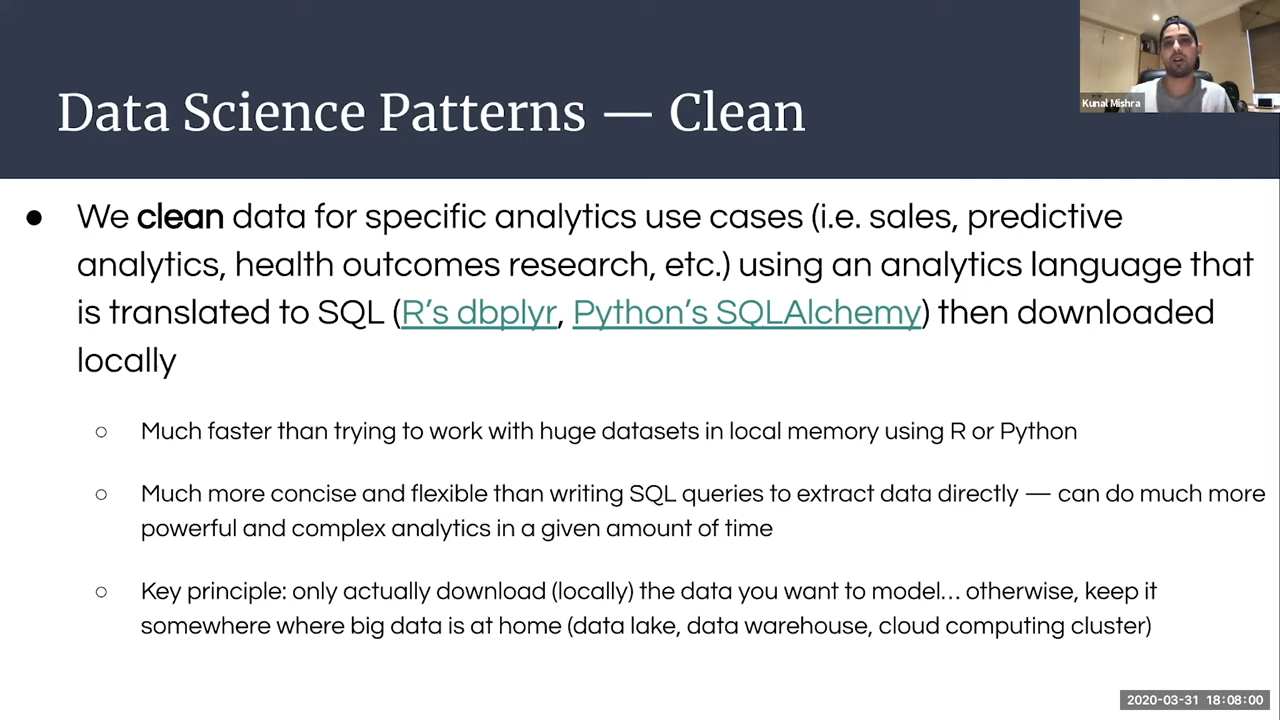 Data Science Patterns — Clean
Kunal Mishra
● We clean data for specific analytics use cases (i.e. sales, predictive
analytics, health outcomes research, etc.) using an analytics language that
is translated to SQL (R’s dbplyr, Python’s SQLAlchemy) then downloaded
locally
○ Much faster than trying to work with huge datasets in local memory using R or Python
○ Much more concise and flexible than writing SQL queries to extract data directly — can do much more
powerful and complex analytics in a given amount of time
○ Key principle: only actually download (locally) the data you want to model... otherwise, keep it
somewhere where big data is at home (data lake, data warehouse, cloud computing cluster)
2020-03-31 18:08:00